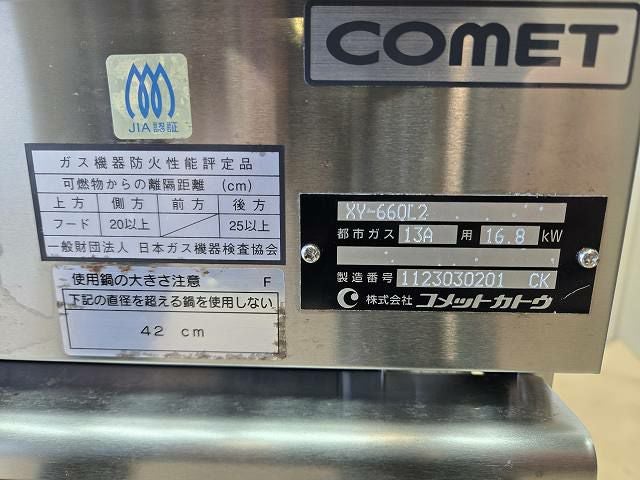 COMET
JIA認証
ガス機器防火性能評定品
可燃物からの離隔距離 (cm)
上方 側方 前方 後方
フード 20以上 25以上
一般財団法人 日本ガス機器検査協会
使用鍋の大きさ注意 F
下記の直径を超える鍋を使用しない
42 cm
XY-660L2
都市ガス 13A 用 16.8 kW
製造番号 1123030201 CK
株式会社 コメットカトウ